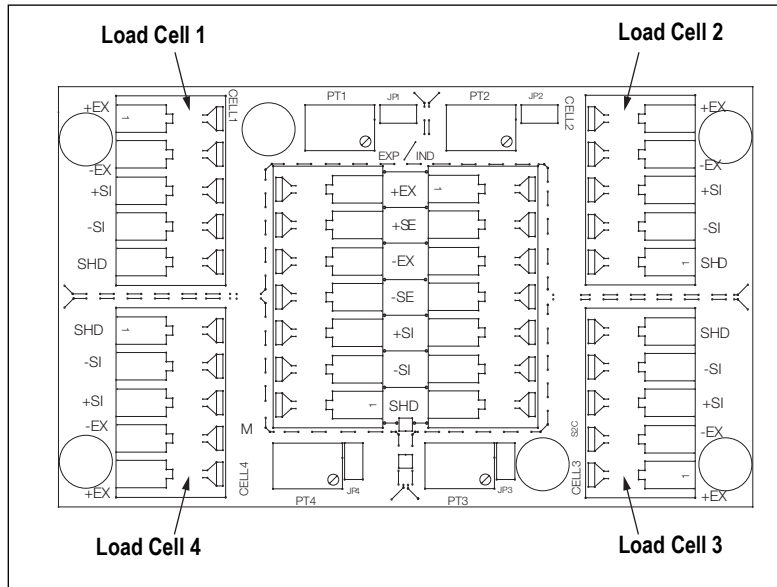 Load Cell 1
Load Cell 2
PT1
JP1
PT2
JP2
+EX
CELL1
CELL2
+EX
1
EXP
IND
-EX
-EX
+SI
+SI
-SI
-SI
SHD
SHD
1
+EX
1
+SE
-EX
-SE
+SI
-SI
SHD
1
SHD
1
SHD
-SI
-SI
+SI
+SI
-EX
M
S2C
-EX
CELL4
CELL3
1
+EX
PT4
JP4
PT3
JP3
+EX
Load Cell 4
Load Cell 3